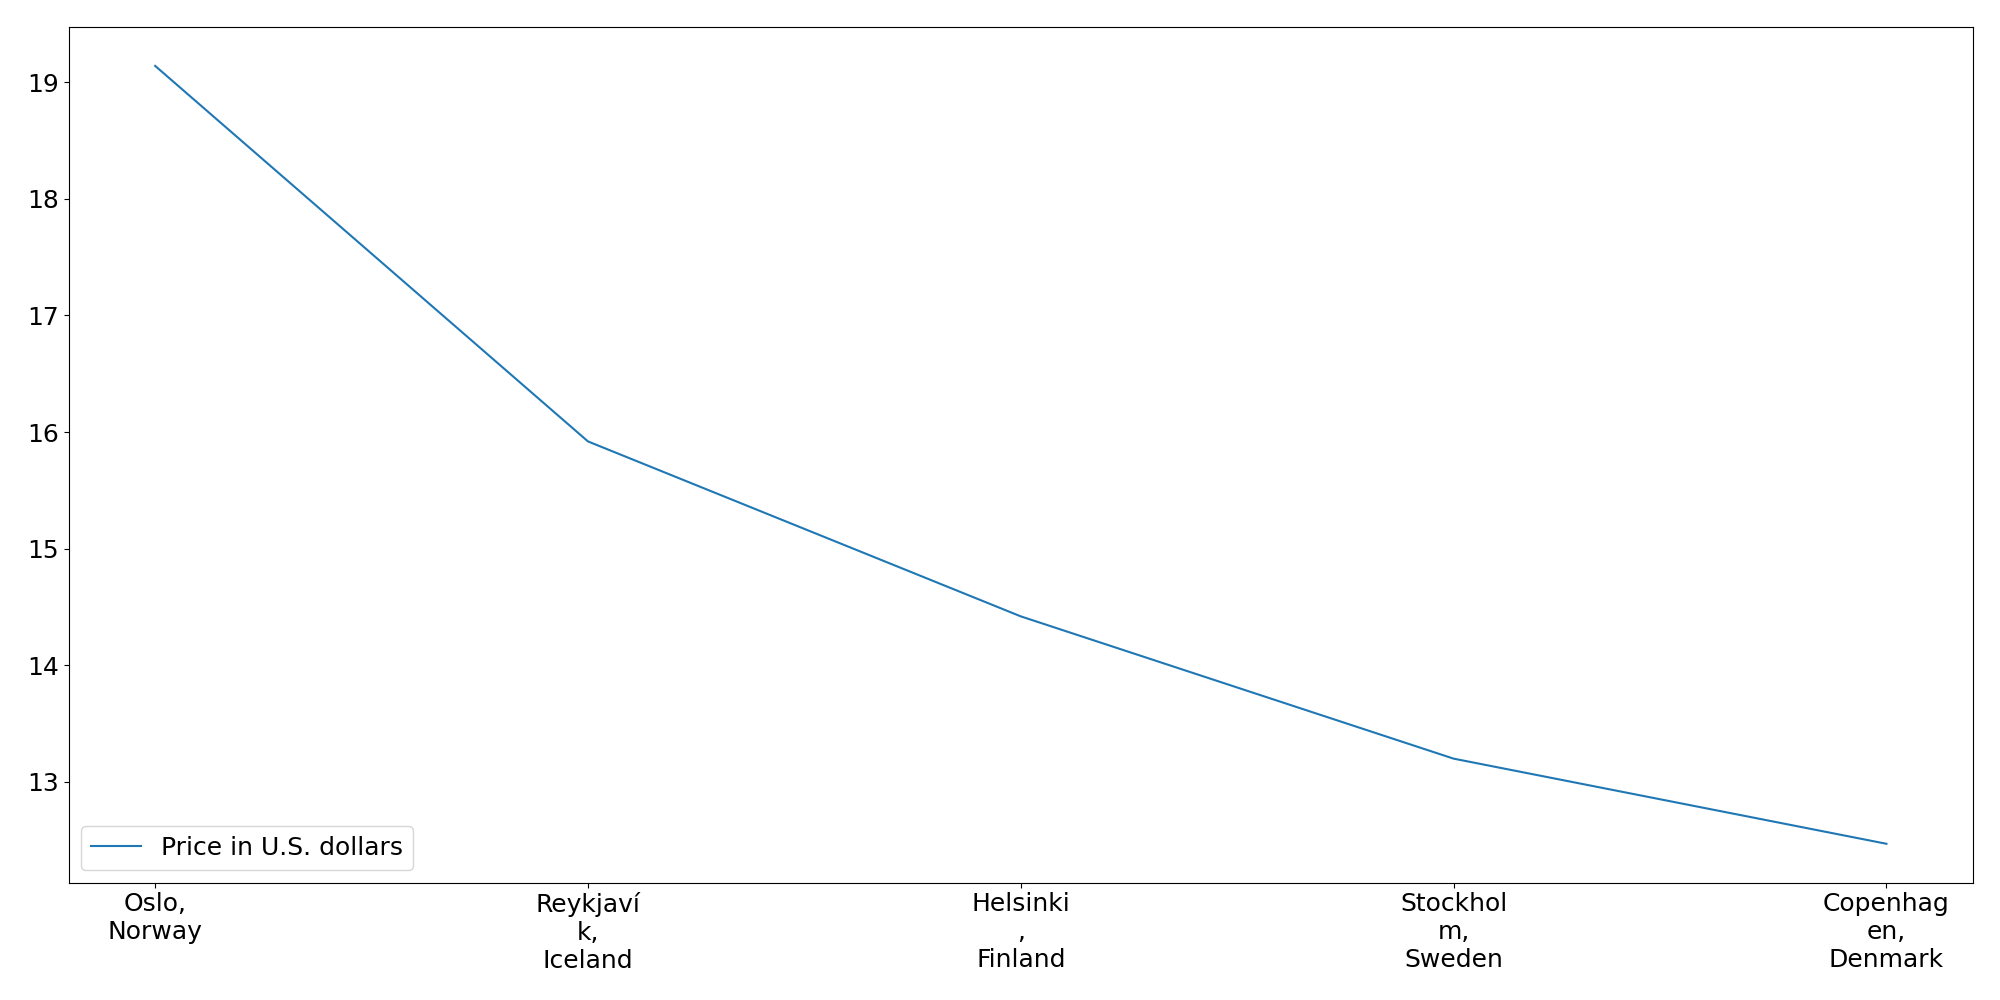 19
18
17
16
15
14
13
Price in U.S. dollars
Oslo,
Norway
Reykjaví
k,
Iceland
Helsinki
,
Finland
Stockhol
m,
Sweden
Copenhag
en,
Denmark